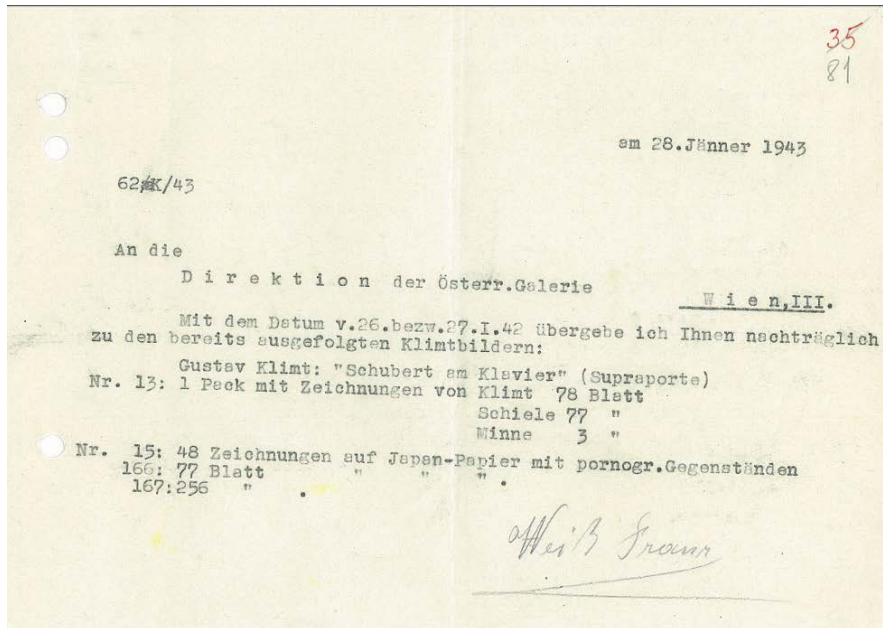 35
81
am 28.Jänner 1943
62/K/43
An die
D i r e k t i o n der Österr.Galerie
W i e n,III.
Mit dem Datum v.26.bezw.27.I.42 übergebe ich Ihnen nachträglich
zu den bereits ausgefolgten Klimtbildern:
Gustav Klimt: "Schubert am Klavier" (Supraporte)
Nr. 13: 1 Pack mit Zeichnungen von Klimt 78 Blatt
Schiele 77 "
Minne 3 "
Nr. 15: 48 Zeichnungen auf Japan-Papier mit pornogr.Gegenständen
166: 77 Blatt " " " .
167:256 " .
Weiß Franz